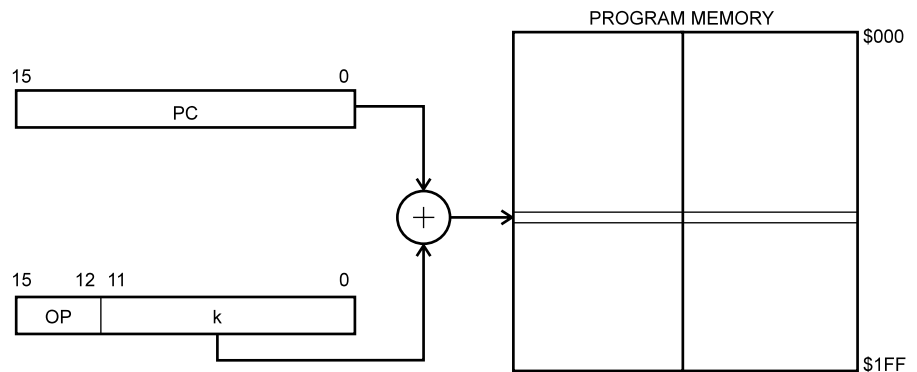 PROGRAM MEMORY
$000
15 0
PC
+
15 12 11 0
OP k
$1FF